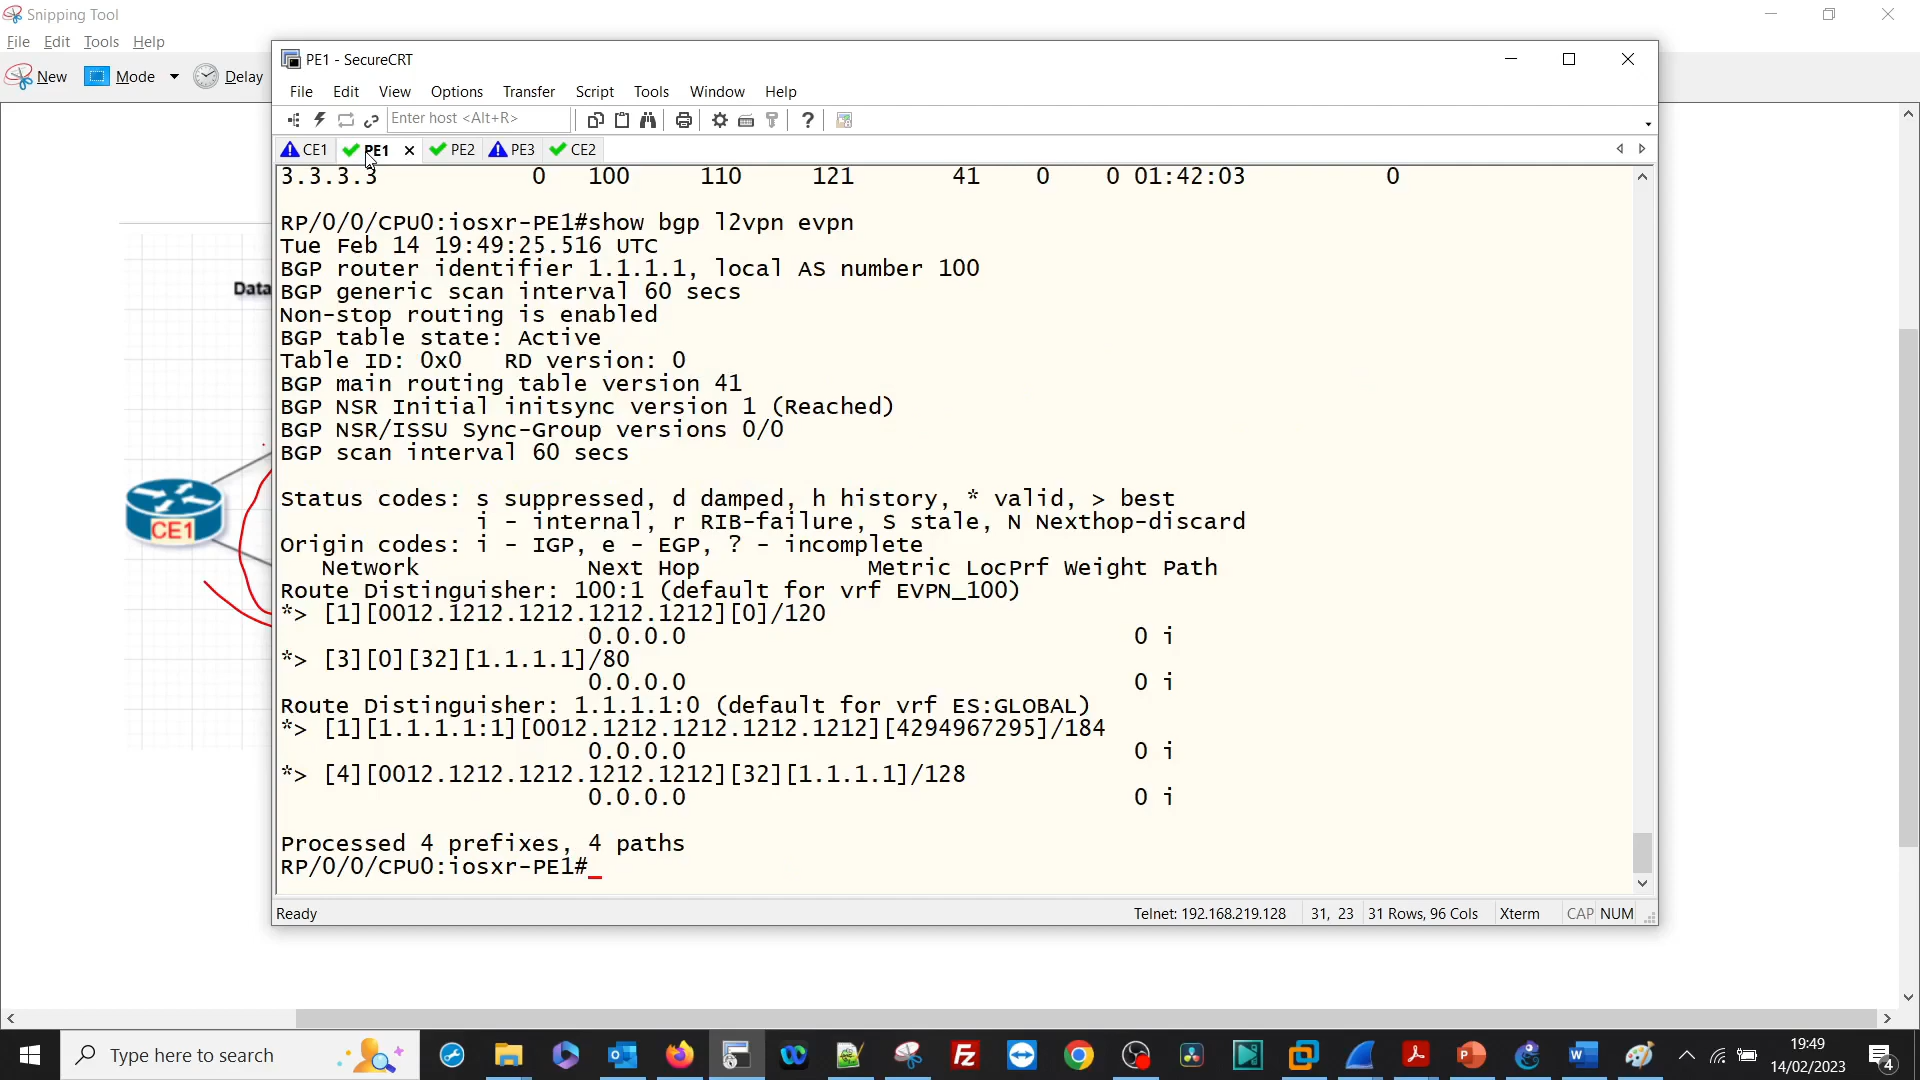 Snipping Tool
File Edit Tools Help
New Mode Delay
PE1 - SecureCRT
File Edit View Options Transfer Script Tools Window Help
Enter host <Alt+R>
CE1 PE1 PE2 PE3 CE2
3.3.3.3 0 100 110 121 41 0 0 01:42:03 0
RP/0/0/CPU0:iosxr-PE1#show bgp l2vpn evpn
Tue Feb 14 19:49:25.516 UTC
BGP router identifier 1.1.1.1, local AS number 100
BGP generic scan interval 60 secs
Non-stop routing is enabled
BGP table state: Active
Table ID: 0x0 RD version: 0
BGP main routing table version 41
BGP NSR Initial initsync version 1 (Reached)
BGP NSR/ISSU Sync-Group versions 0/0
BGP scan interval 60 secs
Status codes: s suppressed, d damped, h history, * valid, > best
i - internal, r RIB-failure, S stale, N Nexthop-discard
Origin codes: i - IGP, e - EGP, ? - incomplete
Network Next Hop Metric LocPrf Weight Path
Route Distinguisher: 100:1 (default for vrf EVPN_100)
*> [1][0012.1212.1212.1212.1212][0]/120
0.0.0.0 0 i
*> [3][0][32][1.1.1.1]/80
0.0.0.0 0 i
Route Distinguisher: 1.1.1.1:0 (default for vrf ES:GLOBAL)
*> [1][1.1.1.1:1][0012.1212.1212.1212.1212][4294967295]/184
0.0.0.0 0 i
*> [4][0012.1212.1212.1212.1212][32][1.1.1.1]/128
0.0.0.0 0 i
Processed 4 prefixes, 4 paths
RP/0/0/CPU0:iosxr-PE1#
Ready Telnet: 192.168.219.128 31, 23 31 Rows, 96 Cols Xterm CAP NUM
Data
CE1
Type here to search
19:49
14/02/2023
4